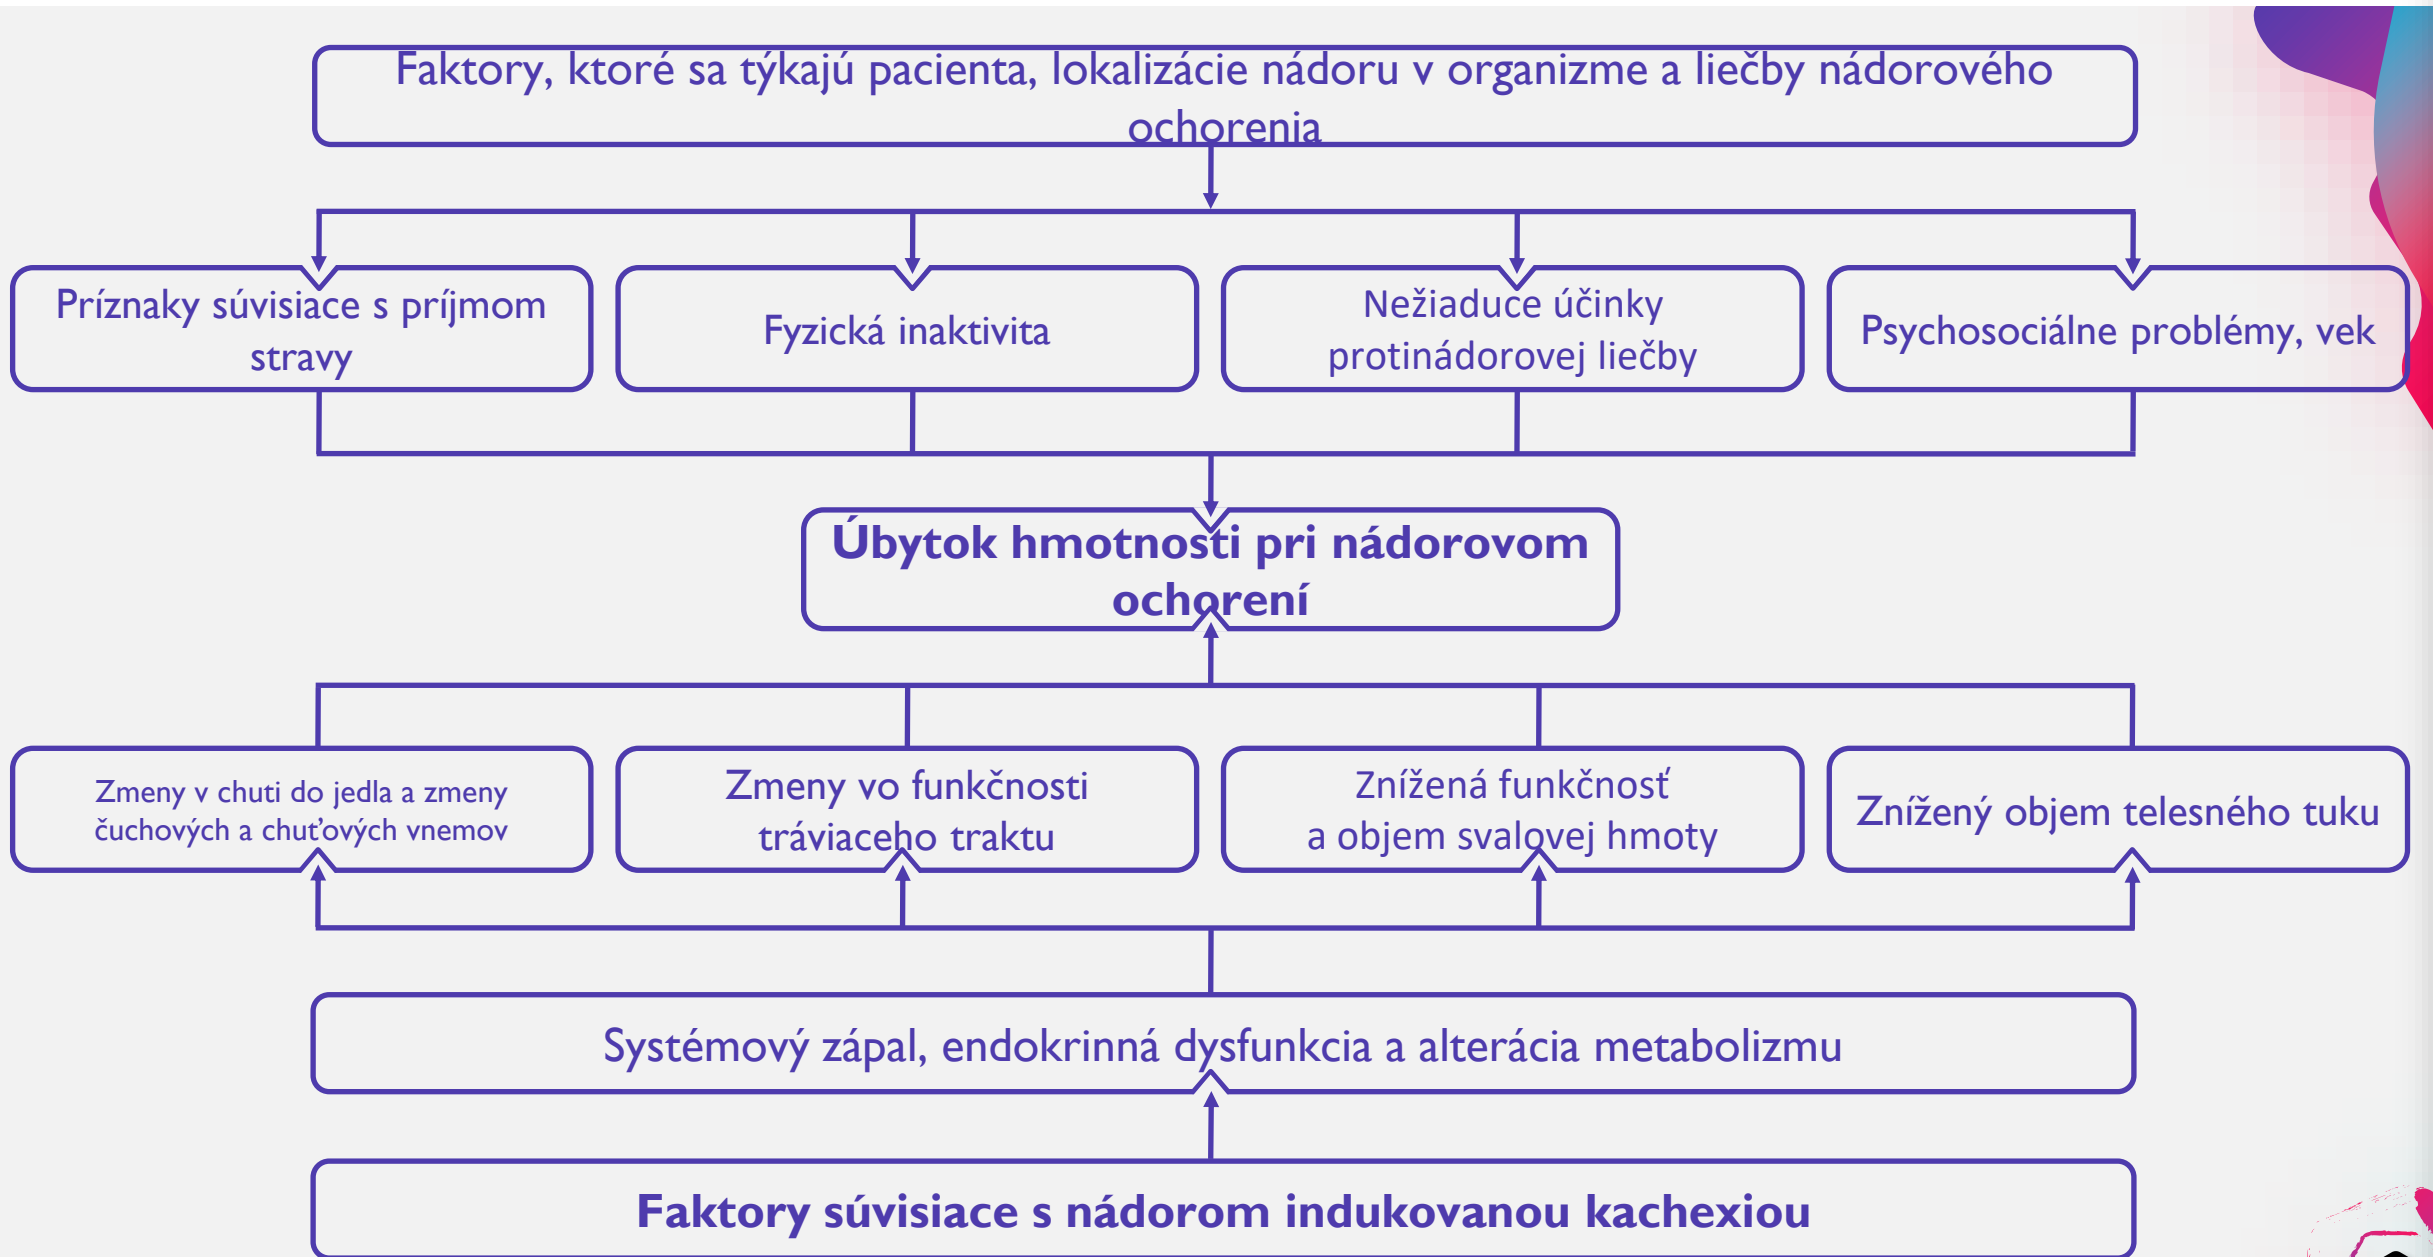 Faktory, ktoré sa týkajú pacienta, lokalizácie nádoru v organizme a liečby nádorového
ochorenia
Príznaky súvisiace s príjmom
stravy
Fyzická inaktivita
Nežiaduce účinky
protinádorovej liečby
Psychosociálne problémy, vek
Úbytok hmotnosti pri nádorovom
ochorení
Zmeny v chuti do jedla a zmeny
čuchových a chuťových vnemov
Zmeny vo funkčnosti
tráviaceho traktu
Znížená funkčnosť
a objem svalovej hmoty
Znížený objem telesného tuku
Systémový zápal, endokrinná dysfunkcia a alterácia metabolizmu
Faktory súvisiace s nádorom indukovanou kachexiou